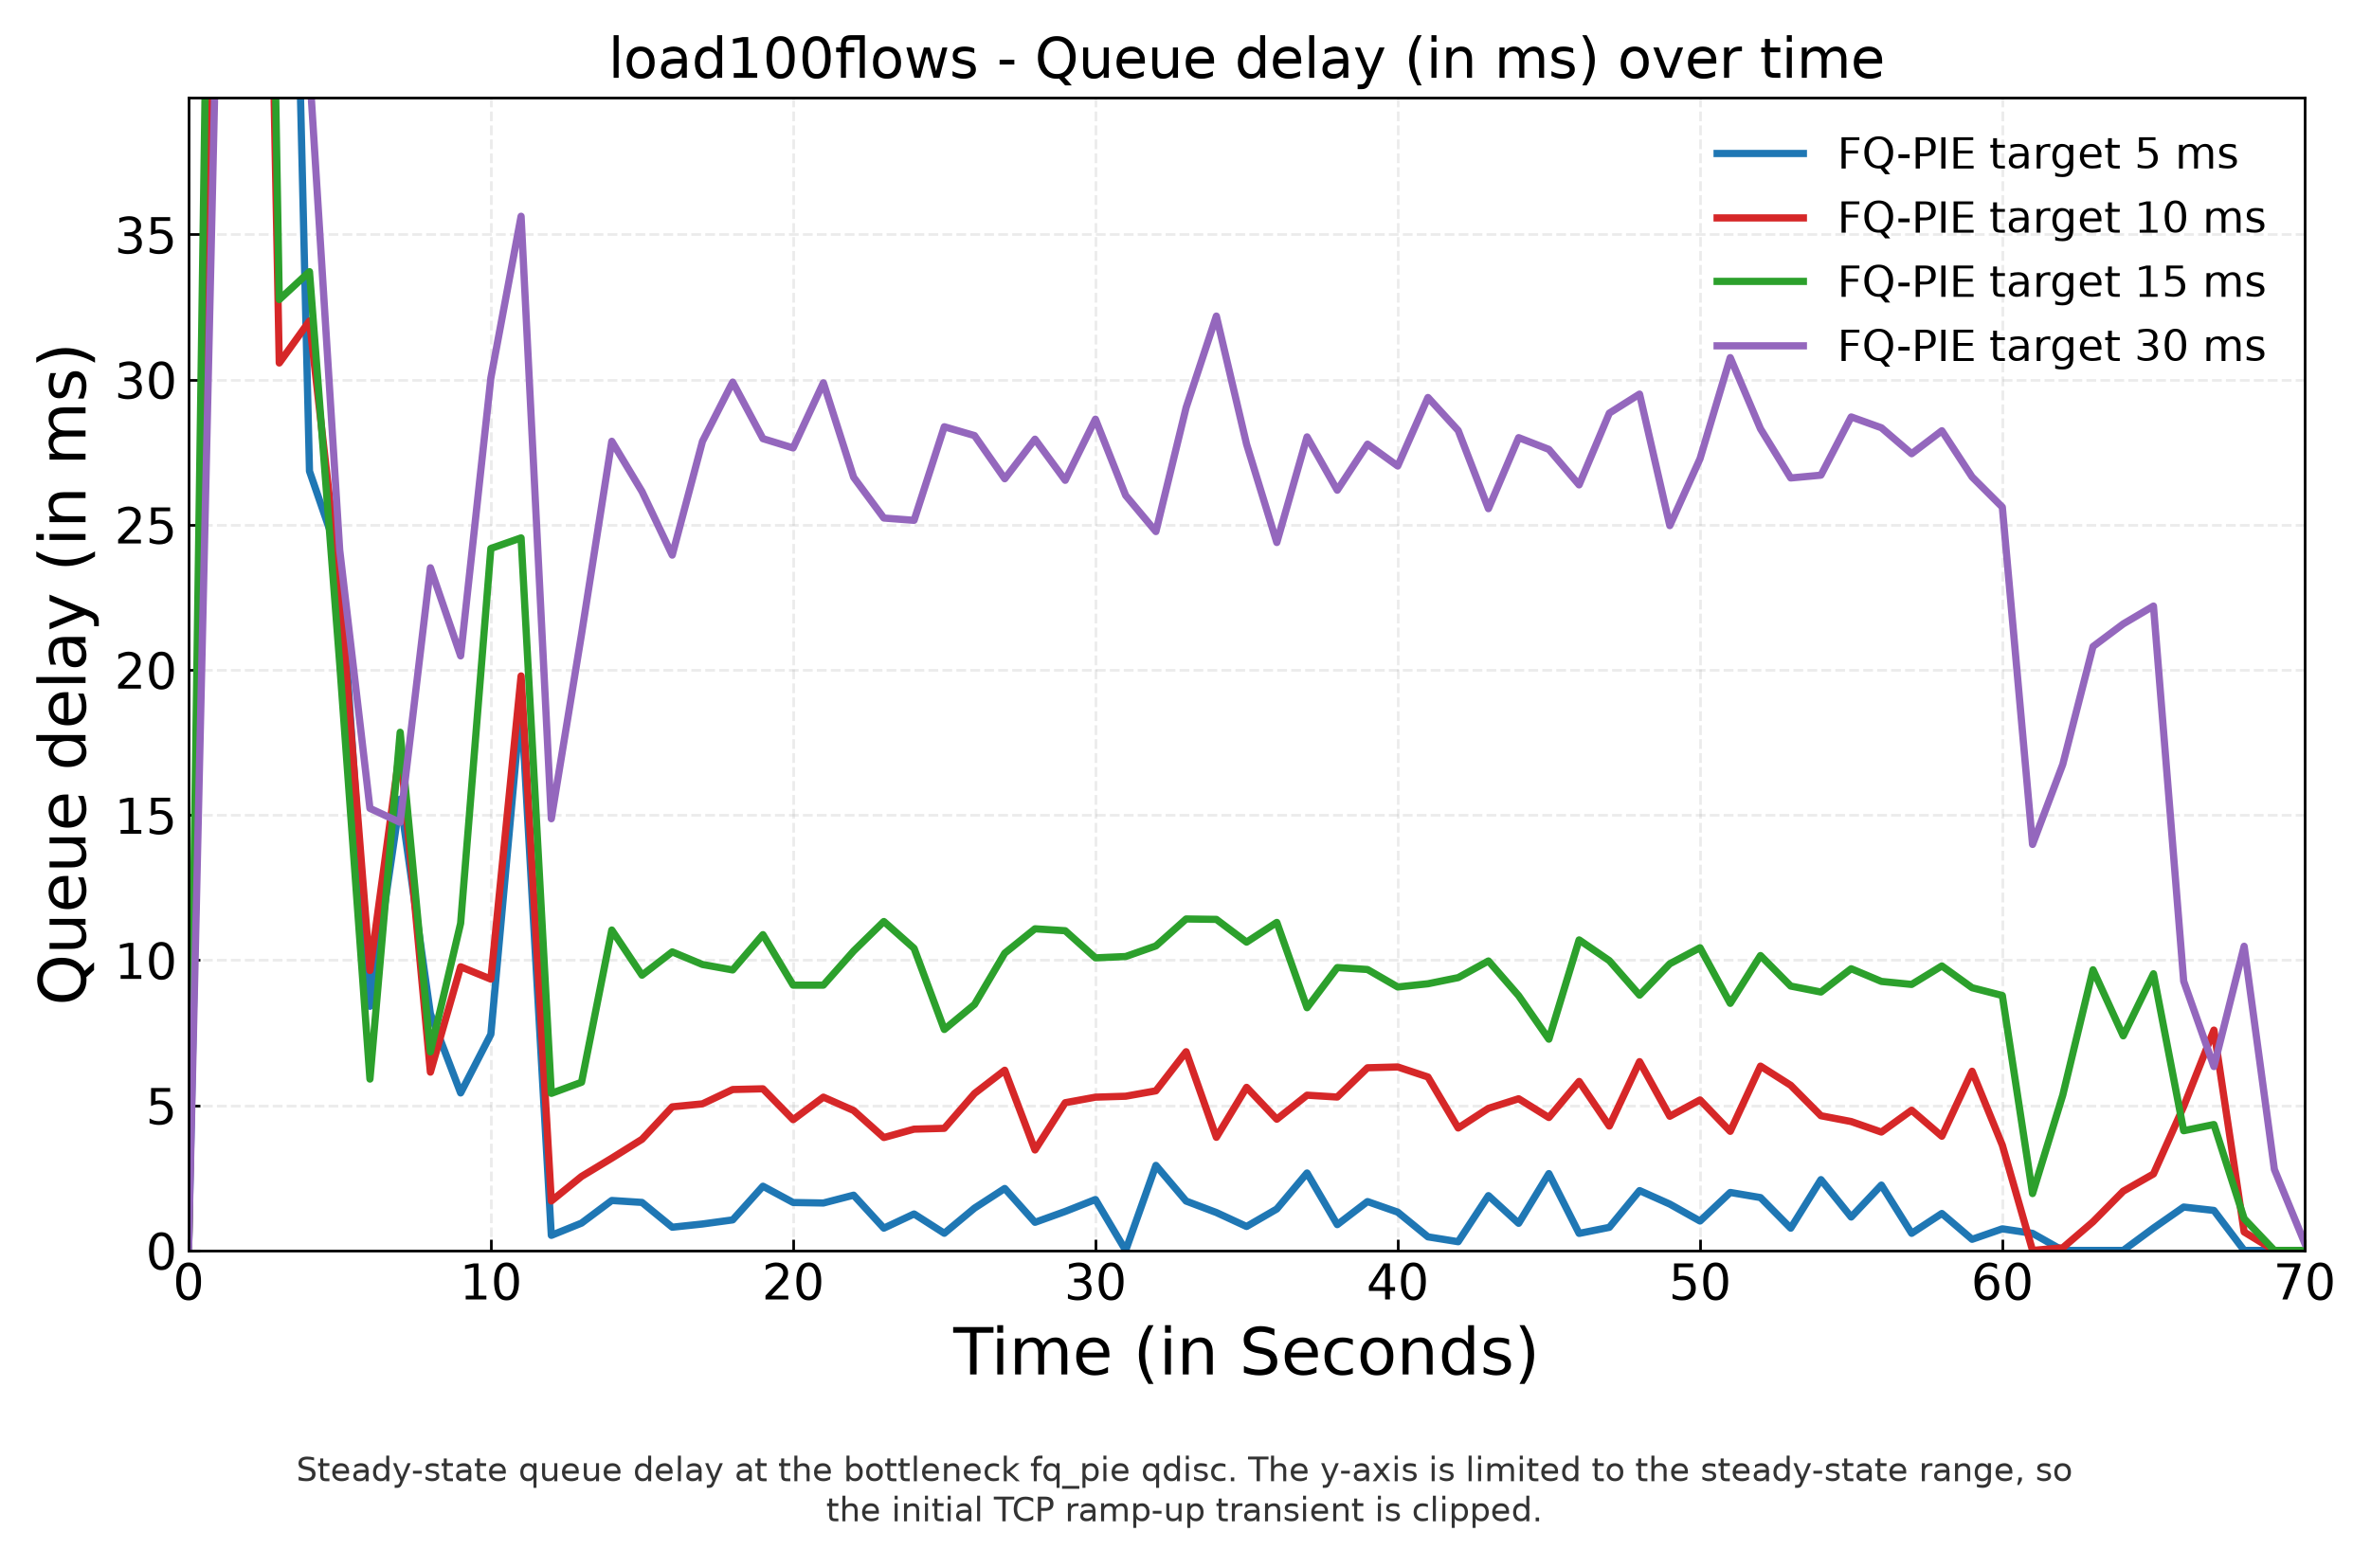 load100flows - Queue delay (in ms) over time
Queue delay (in ms)
35
30
25
20
15
10
5
0
FQ-PIE target 5 ms
FQ-PIE target 10 ms
FQ-PIE target 15 ms
FQ-PIE target 30 ms
0 10 20 30 40 50 60 70
Time (in Seconds)
Steady-state queue delay at the bottleneck fq_pie qdisc. The y-axis is limited to the steady-state range, so
the initial TCP ramp-up transient is clipped.